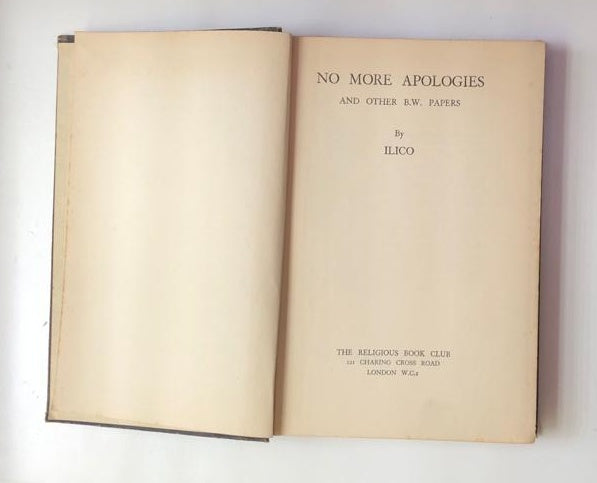 NO MORE APOLOGIES
AND OTHER B.W. PAPERS
By
ILICO
THE RELIGIOUS BOOK CLUB
121 CHARING CROSS ROAD
LONDON W.C.2